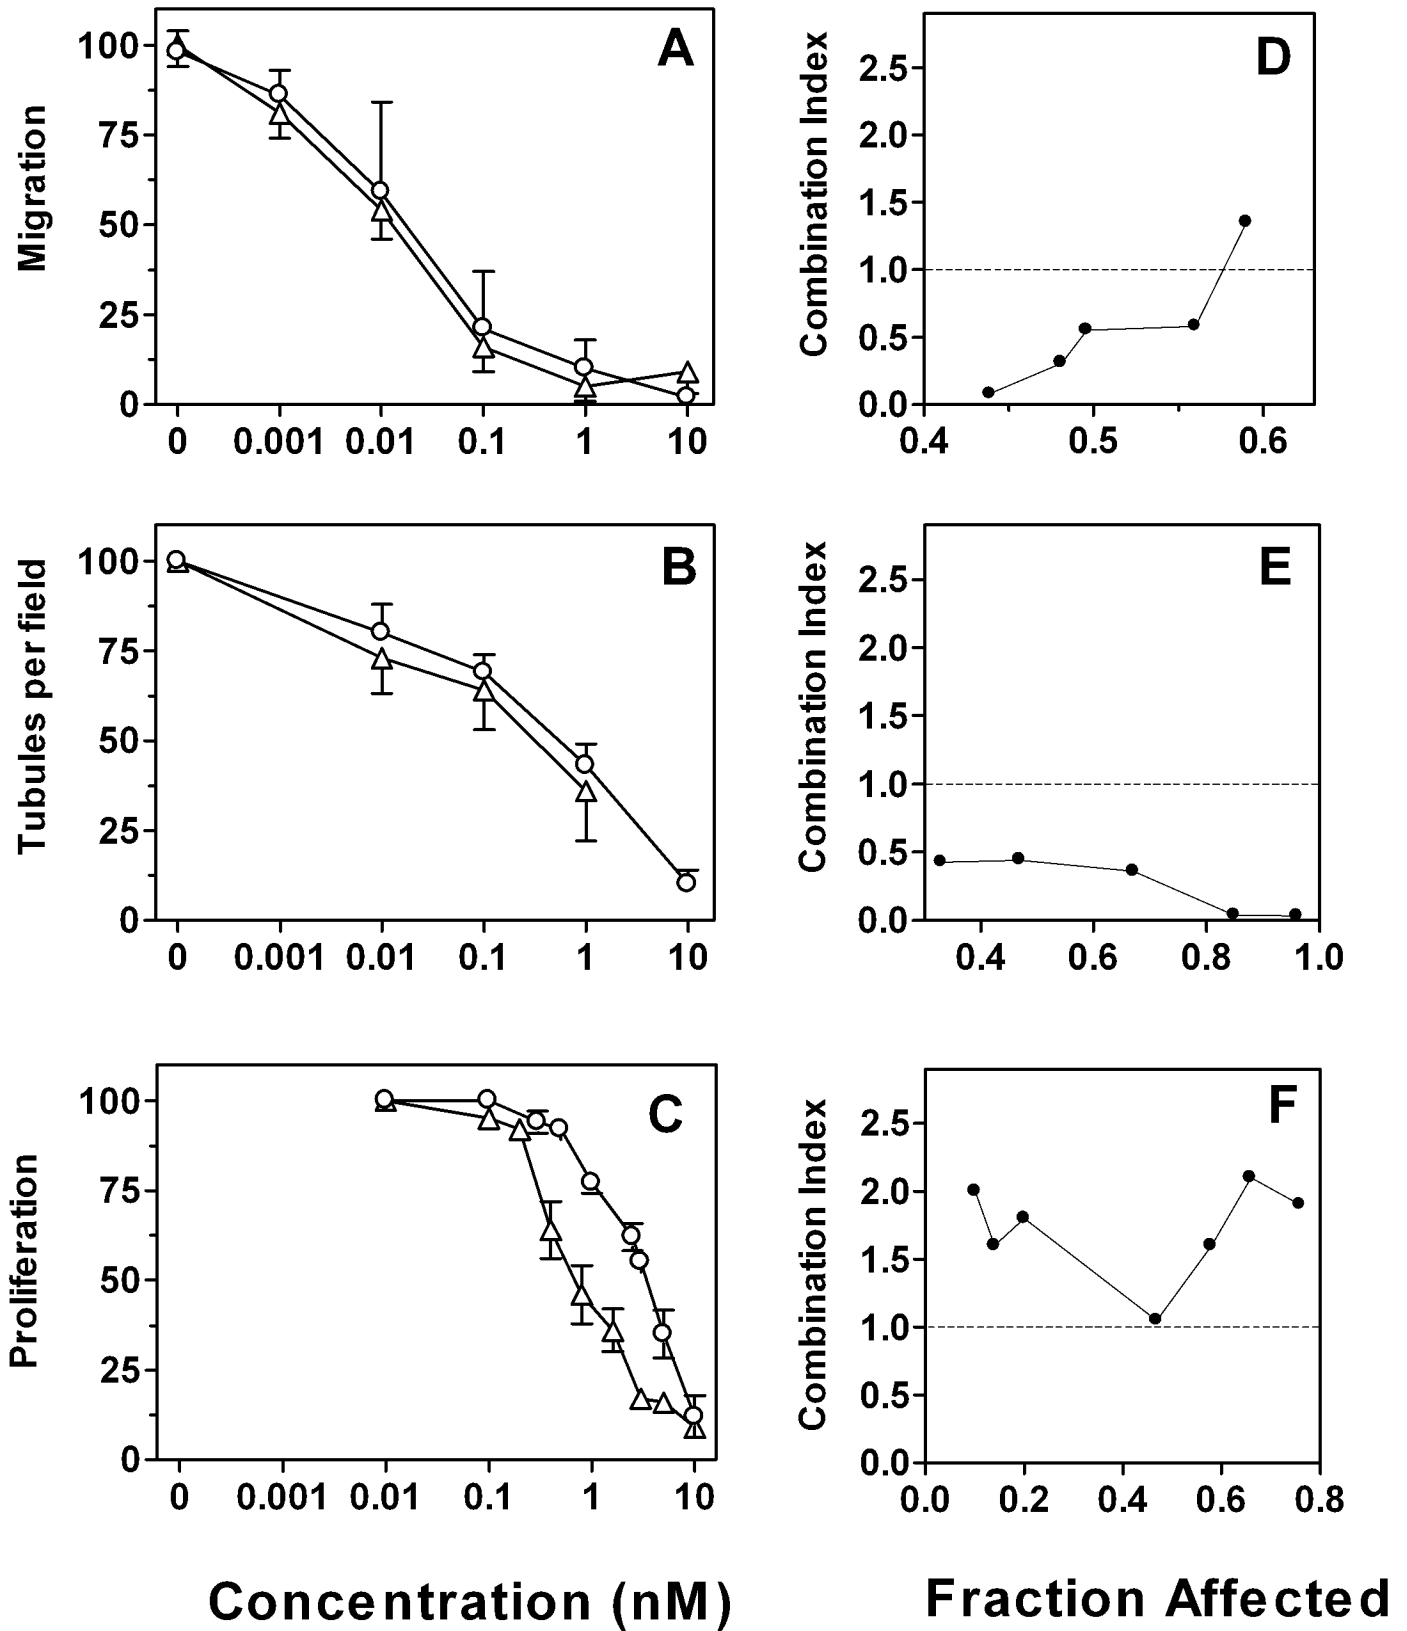 A
Migration
100
75
50
25
0
0 0.001 0.01 0.1 1 10
D
Combination Index
2.5
2.0
1.5
1.0
0.5
0.0
0.4 0.5 0.6
B
Tubules per field
100
75
50
25
0
0 0.001 0.01 0.1 1 10
E
Combination Index
2.5
2.0
1.5
1.0
0.5
0.0
0.4 0.6 0.8 1.0
C
Proliferation
100
75
50
25
0
0 0.001 0.01 0.1 1 10
F
Combination Index
2.5
2.0
1.5
1.0
0.5
0.0
0.0 0.2 0.4 0.6 0.8
Concentration (nM)
Fraction Affected